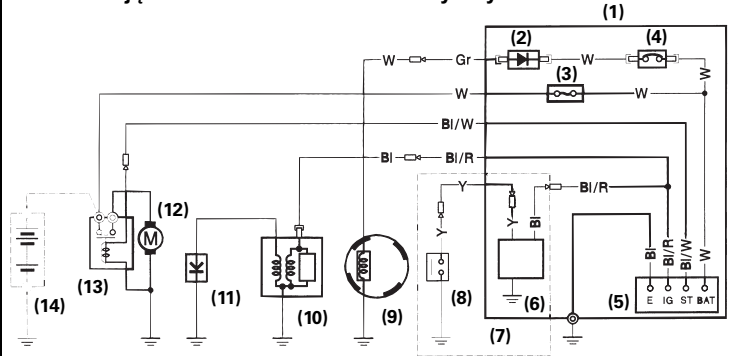 (1)
(2)
(4)
W
Gr
W
W
(3)
W
W
Bl/W
Bl
Bl/R
Y
Bl/R
Y
Y
Bl
(12)
M
Bl
Bl/R
Bl/W
W
(14)
(13)
(11)
(10)
(9)
(8)
(7)
(6)
(5)
E IG ST BAT